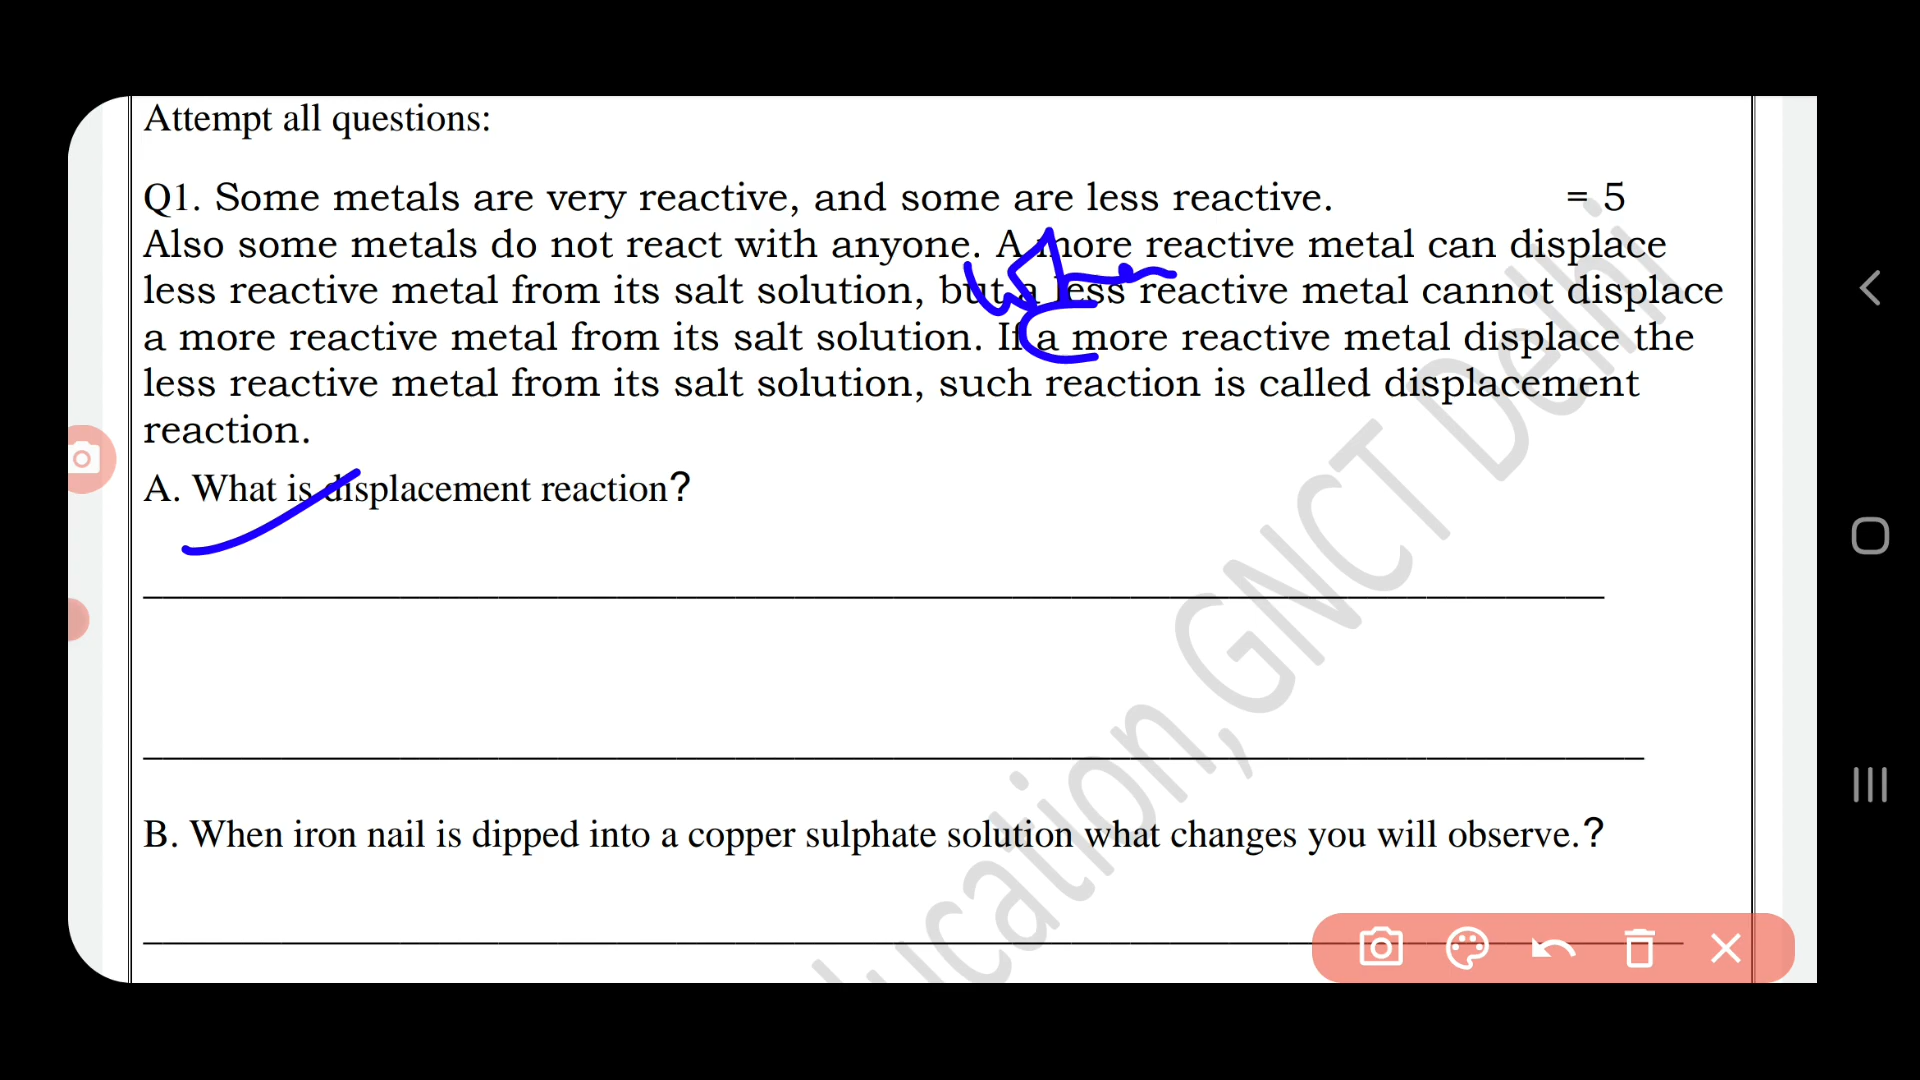 Attempt all questions:
Q1. Some metals are very reactive, and some are less reactive. = 5
Also some metals do not react with anyone. A more reactive metal can displace
less reactive metal from its salt solution, but a less reactive metal cannot displace
a more reactive metal from its salt solution. If a more reactive metal displace the
less reactive metal from its salt solution, such reaction is called displacement
reaction.
A. What is displacement reaction?
B. When iron nail is dipped into a copper sulphate solution what changes you will observe.?
ucation, GNCT Delhi